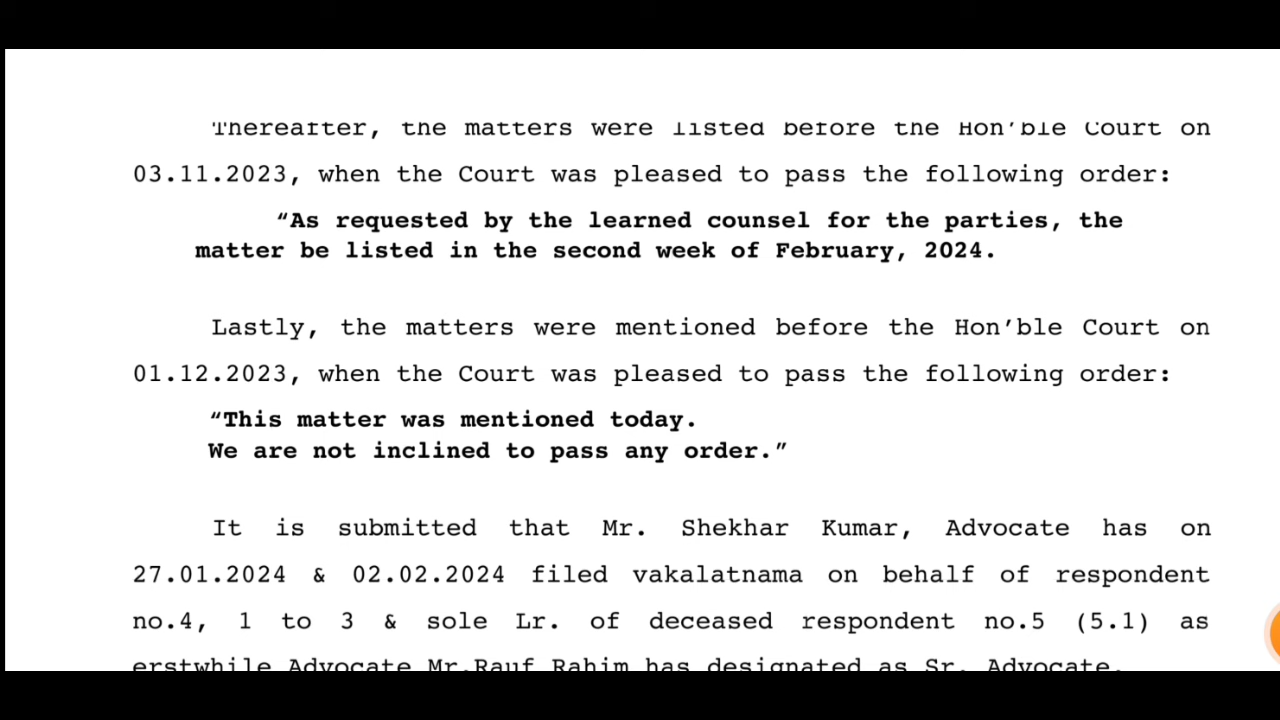 Thereafter, the matters were listed before the Hon'ble Court on
03.11.2023, when the Court was pleased to pass the following order:
“As requested by the learned counsel for the parties, the
matter be listed in the second week of February, 2024.
Lastly, the matters were mentioned before the Hon’ble Court on
01.12.2023, when the Court was pleased to pass the following order:
“This matter was mentioned today.
We are not inclined to pass any order.”
It is submitted that Mr. Shekhar Kumar, Advocate has on
27.01.2024 & 02.02.2024 filed vakalatnama on behalf of respondent
no.4, 1 to 3 & sole Lr. of deceased respondent no.5 (5.1) as
erstwhile Advocate Mr.Rauf Rahim has designated as Sr. Advocate.